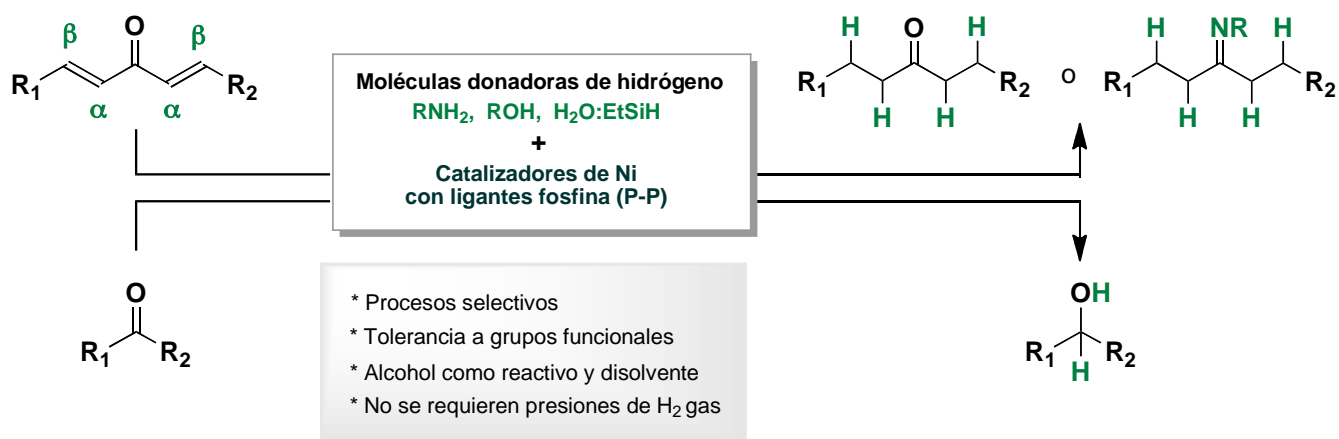 O
β β
R₁ R₂
α α
Moléculas donadoras de hidrógeno
RNH₂, ROH, H₂O:EtSiH
+
Catalizadores de Ni
con ligantes fosfina (P-P)
H O H
R₁ R₂
H H
o
H NR H
R₁ R₂
H H
O
R₁ R₂
* Procesos selectivos
* Tolerancia a grupos funcionales
* Alcohol como reactivo y disolvente
* No se requieren presiones de H₂ gas
OH
R₁ R₂
H